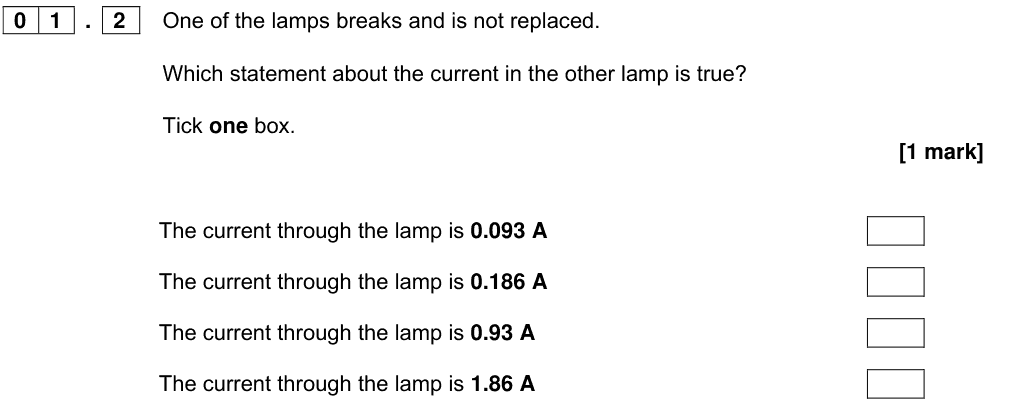 0 1 . 2 One of the lamps breaks and is not replaced.
Which statement about the current in the other lamp is true?
Tick one box.
[1 mark]
The current through the lamp is 0.093 A
The current through the lamp is 0.186 A
The current through the lamp is 0.93 A
The current through the lamp is 1.86 A